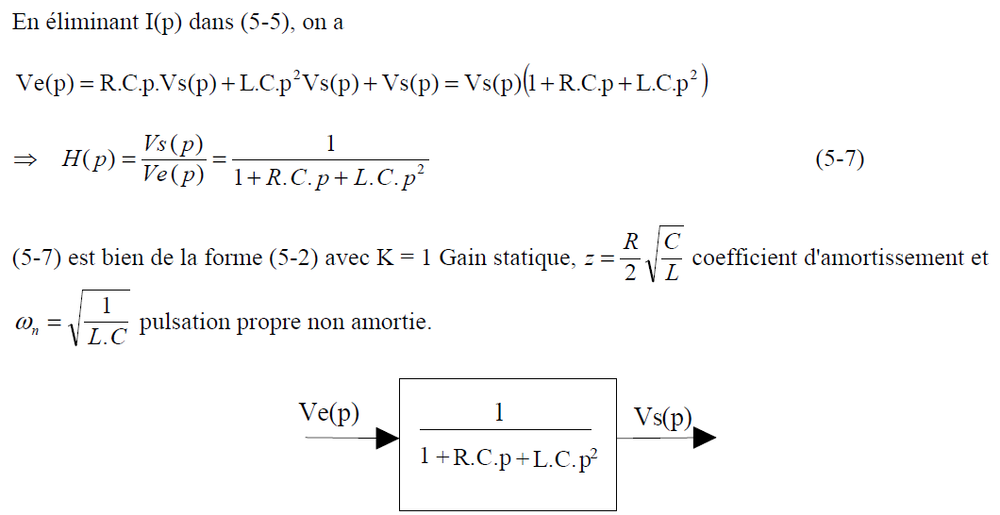 En éliminant I(p) dans (5-5), on a
Ve(p) = R.C.p.Vs(p) + L.C.p²Vs(p) + Vs(p) = Vs(p)(1 + R.C.p + L.C.p²)
⇒ H(p) = Vs(p)/Ve(p) = 1/(1 + R.C.p + L.C.p²) (5-7)
(5-7) est bien de la forme (5-2) avec K = 1 Gain statique, z = R/2 √(C/L) coefficient d'amortissement et
ωₙ = √(1/L.C) pulsation propre non amortie.
Ve(p) 1/(1 + R.C.p + L.C.p²) Vs(p)